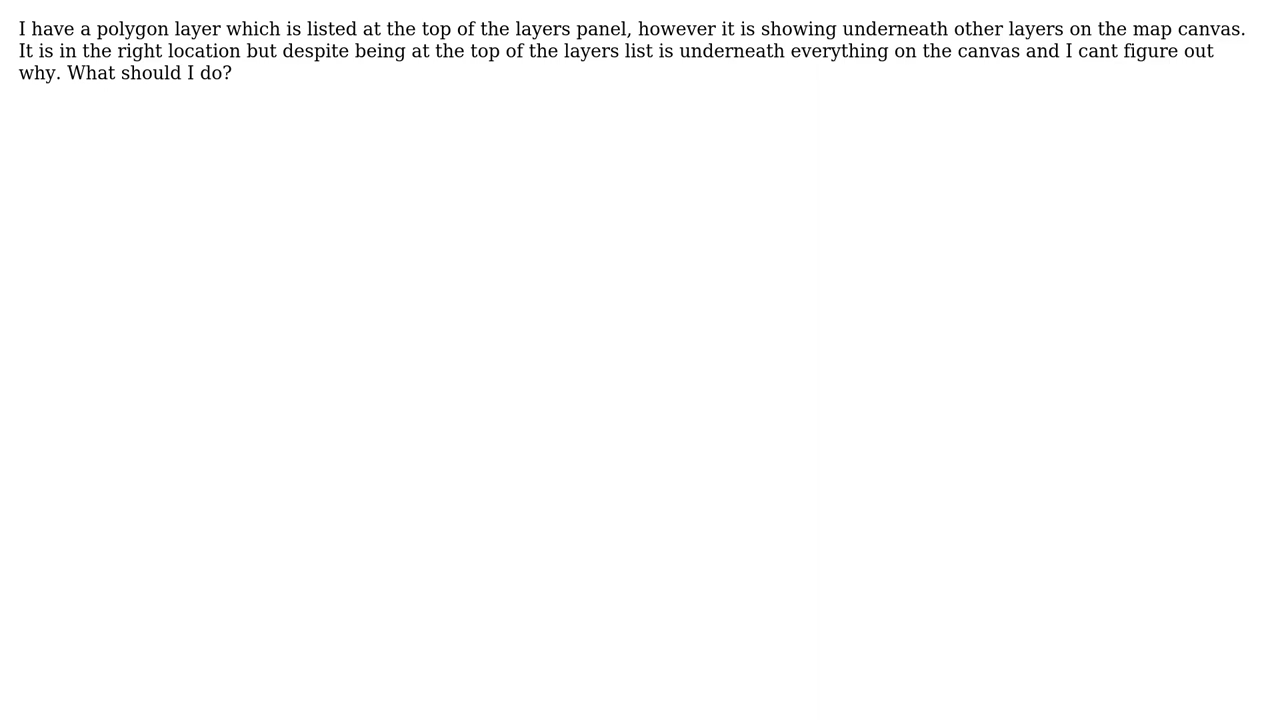 I have a polygon layer which is listed at the top of the layers panel, however it is showing underneath other layers on the map canvas.
It is in the right location but despite being at the top of the layers list is underneath everything on the canvas and I cant figure out
why. What should I do?